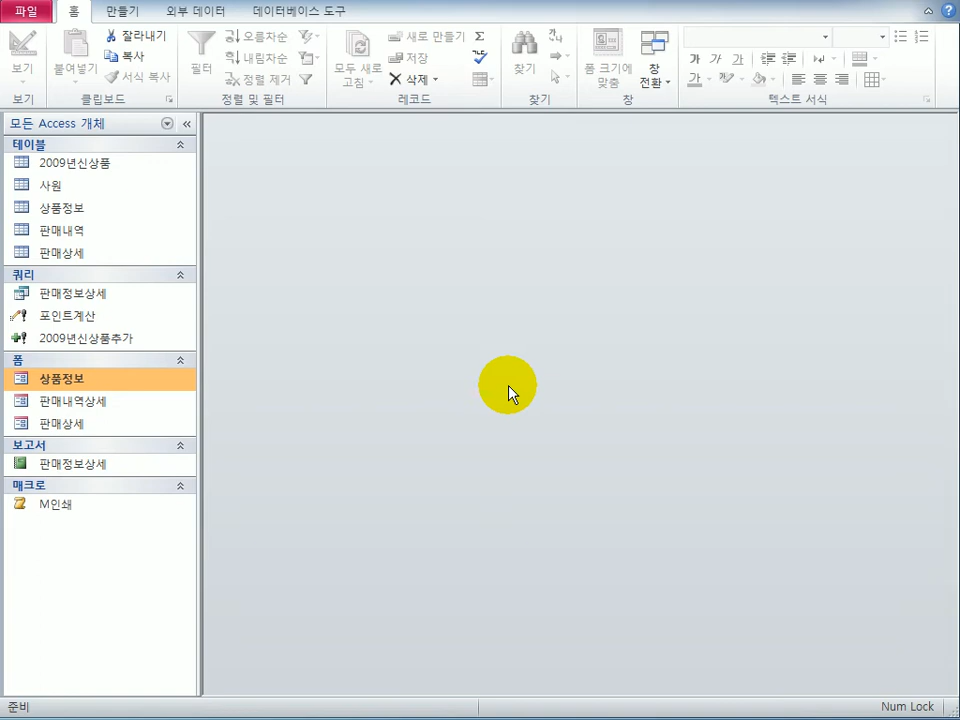 파일 홈 만들기 외부 데이터 데이터베이스 도구
보기
보기
붙여넣기
잘라내기
복사
서식 복사
클립보드
필터
오름차순
내림차순
정렬 제거
정렬 및 필터
모두 새로
고침
새로 만들기
저장
삭제
레코드
찾기
찾기
폼 크기에
맞춤
창
전환
창
가 가 가
가
텍스트 서식
모든 Access 개체
테이블
2009년신상품
사원
상품정보
판매내역
판매상세
쿼리
판매정보상세
포인트계산
2009년신상품추가
폼
상품정보
판매내역상세
판매상세
보고서
판매정보상세
매크로
M인쇄
준비
Num Lock